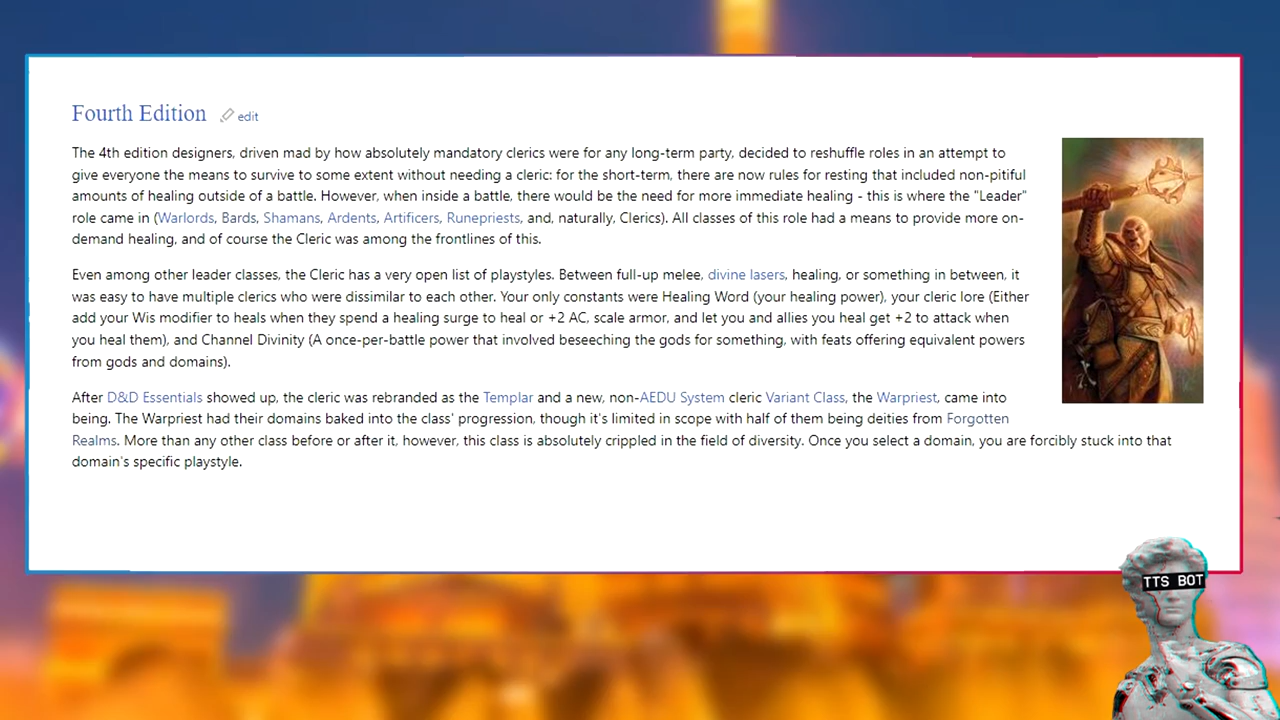 Fourth Edition edit
The 4th edition designers, driven mad by how absolutely mandatory clerics were for any long-term party, decided to reshuffle roles in an attempt to
give everyone the means to survive to some extent without needing a cleric: for the short-term, there are now rules for resting that included non-pitiful
amounts of healing outside of a battle. However, when inside a battle, there would be the need for more immediate healing - this is where the "Leader"
role came in (Warlords, Bards, Shamans, Ardents, Artificers, Runepriests, and, naturally, Clerics). All classes of this role had a means to provide more on-
demand healing, and of course the Cleric was among the frontlines of this.
Even among other leader classes, the Cleric has a very open list of playstyles. Between full-up melee, divine lasers, healing, or something in between, it
was easy to have multiple clerics who were dissimilar to each other. Your only constants were Healing Word (your healing power), your cleric lore (Either
add your Wis modifier to heals when they spend a healing surge to heal or +2 AC, scale armor, and let you and allies you heal get +2 to attack when
you heal them), and Channel Divinity (A once-per-battle power that involved beseeching the gods for something, with feats offering equivalent powers
from gods and domains).
After D&D Essentials showed up, the cleric was rebranded as the Templar and a new, non-AEDU System cleric Variant Class, the Warpriest, came into
being. The Warpriest had their domains baked into the class' progression, though it's limited in scope with half of them being deities from Forgotten
Realms. More than any other class before or after it, however, this class is absolutely crippled in the field of diversity. Once you select a domain, you are forcibly stuck into that
domain's specific playstyle.
TTS BOT